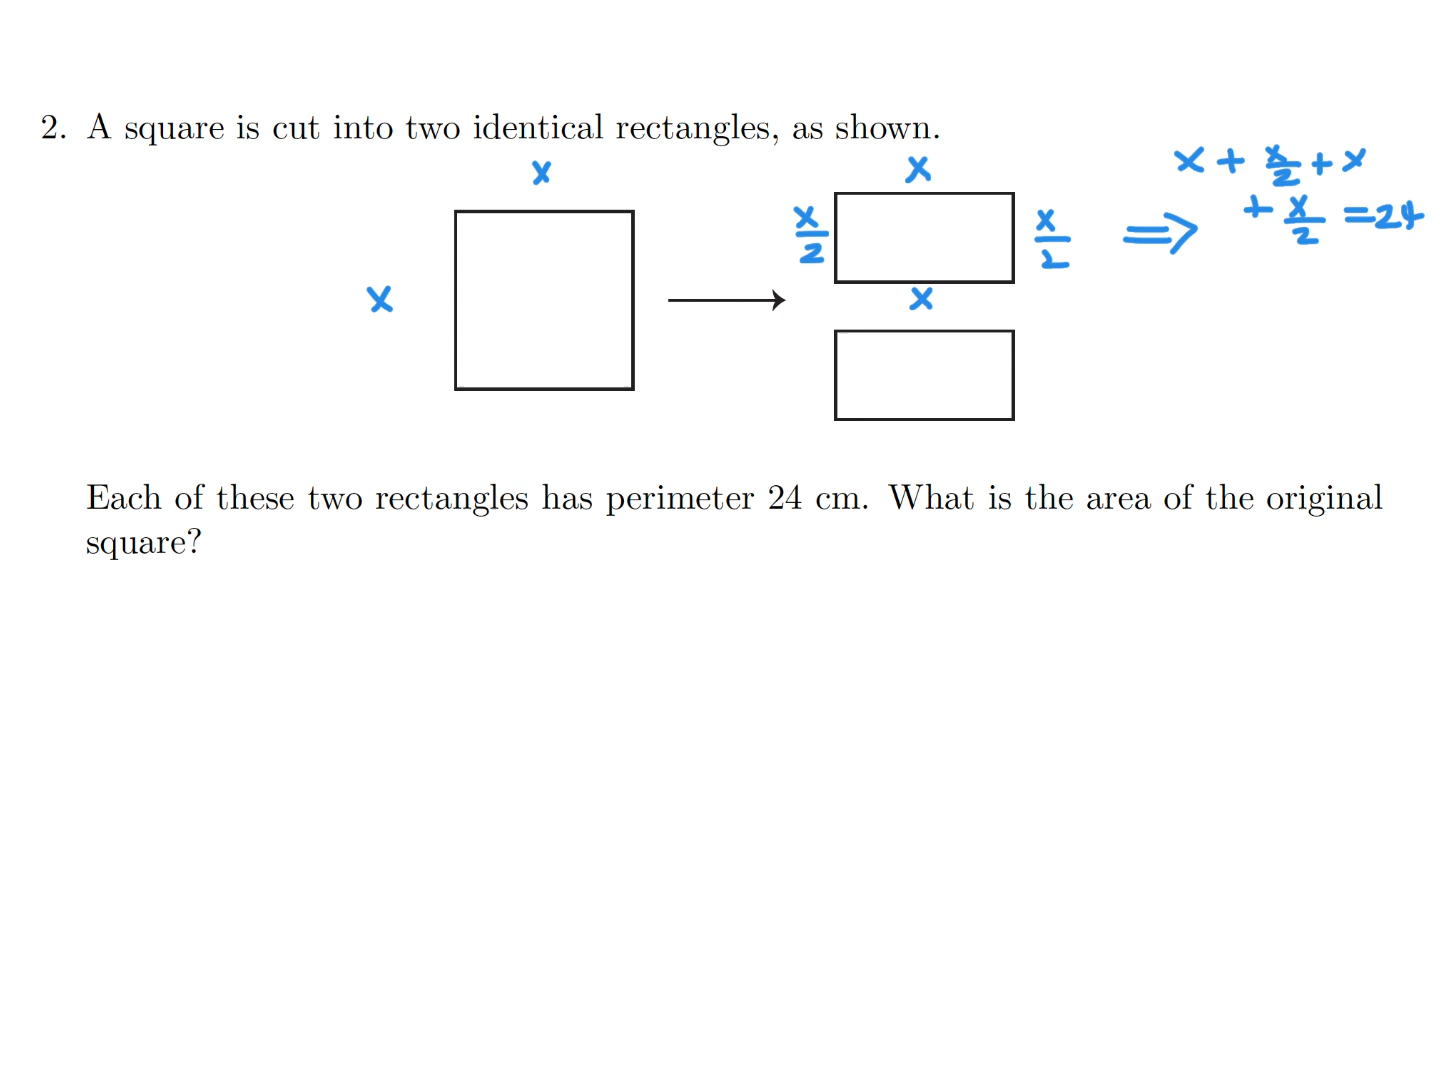 2. A square is cut into two identical rectangles, as shown.
x
x
x
x/2
x/2
x
⇒
x + x/2 + x
+ x/2 = 24
Each of these two rectangles has perimeter 24 cm. What is the area of the original
square?